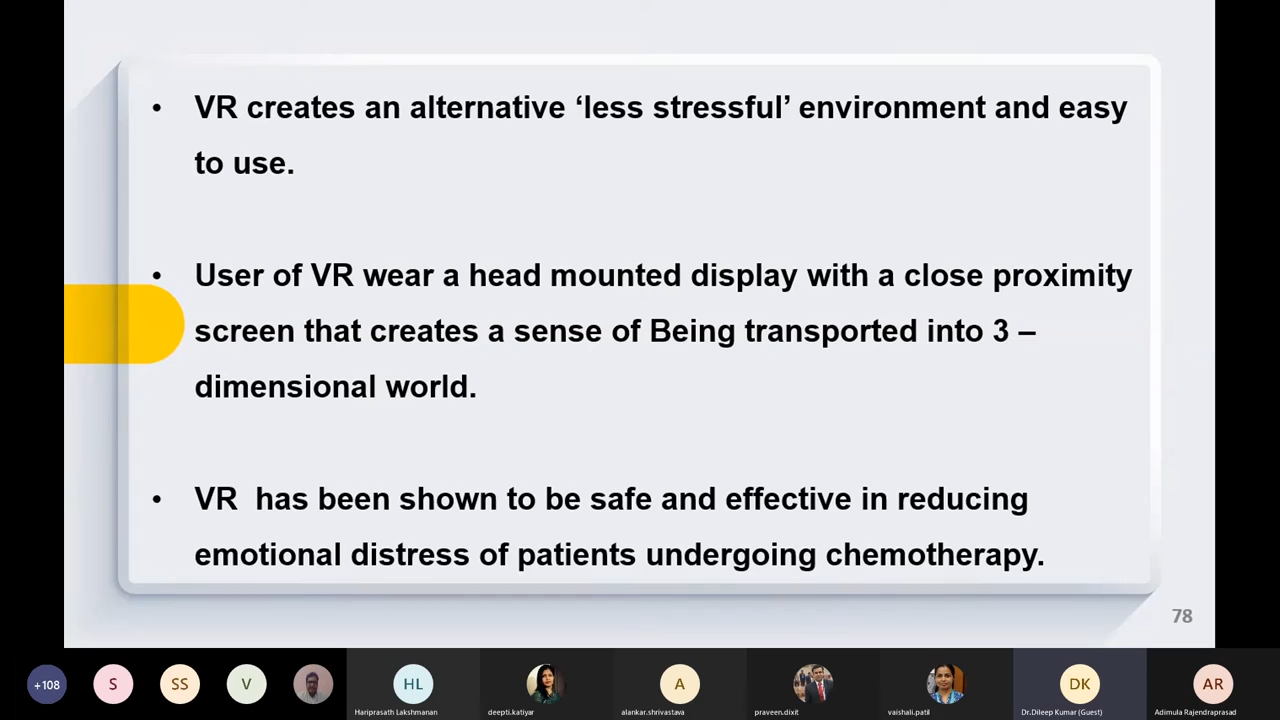 • VR creates an alternative ‘less stressful’ environment and easy
to use.
• User of VR wear a head mounted display with a close proximity
screen that creates a sense of Being transported into 3 –
dimensional world.
• VR  has been shown to be safe and effective in reducing
emotional distress of patients undergoing chemotherapy.
78
+108 S SS V HL A DK AR
Hariprasath Lakshmanan deepti.katiyar alankar.shrivastava praveen.dixit vaishali.patil Dr.Dileep Kumar (Guest) Adimula Rajendraprasad